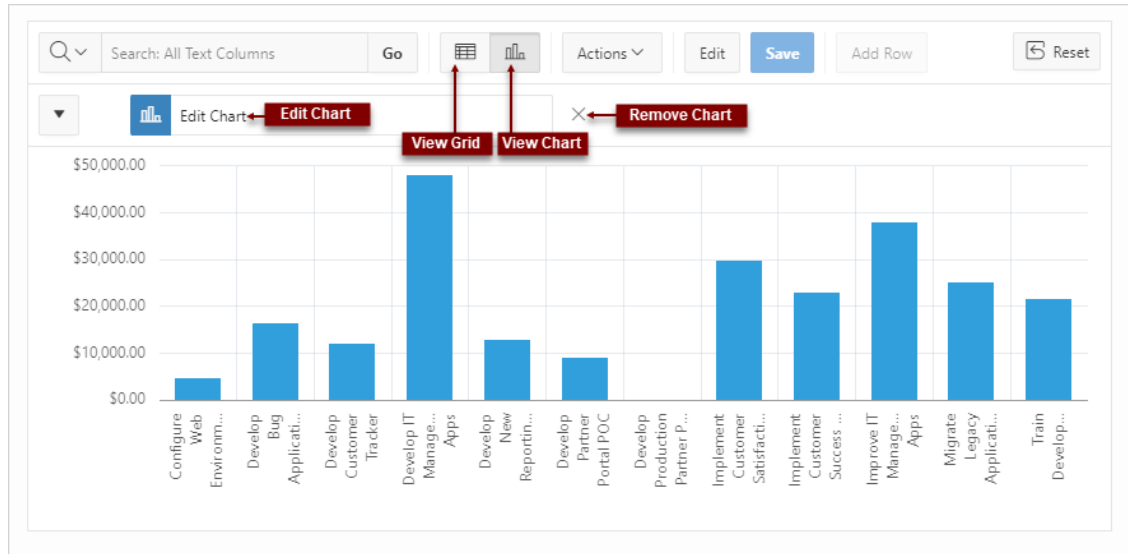 Search: All Text Columns
Go
Actions
Edit
Save
Add Row
Reset
Edit Chart
Edit Chart
Remove Chart
View Grid
View Chart
$50,000.00
$40,000.00
$30,000.00
$20,000.00
$10,000.00
$0.00
Configure
Web
Environm...
Develop
Bug
Applicati...
Develop
Customer
Tracker
Develop IT
Manage...
Apps
Develop
New
Reportin...
Develop
Partner
Portal POC
Develop
Production
Partner P...
Implement
Customer
Satisfacti...
Implement
Customer
Success ...
Improve IT
Manage...
Apps
Migrate
Legacy
Applicati...
Train
Develop...